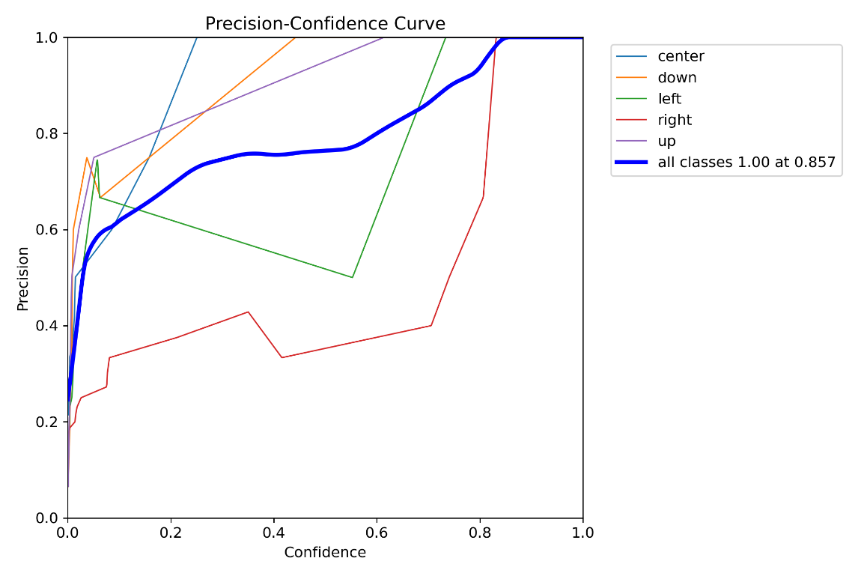 Precision-Confidence Curve
1.0
0.8
0.6
0.4
0.2
0.0
Precision
0.0 0.2 0.4 0.6 0.8 1.0
Confidence
center
down
left
right
up
all classes 1.00 at 0.857